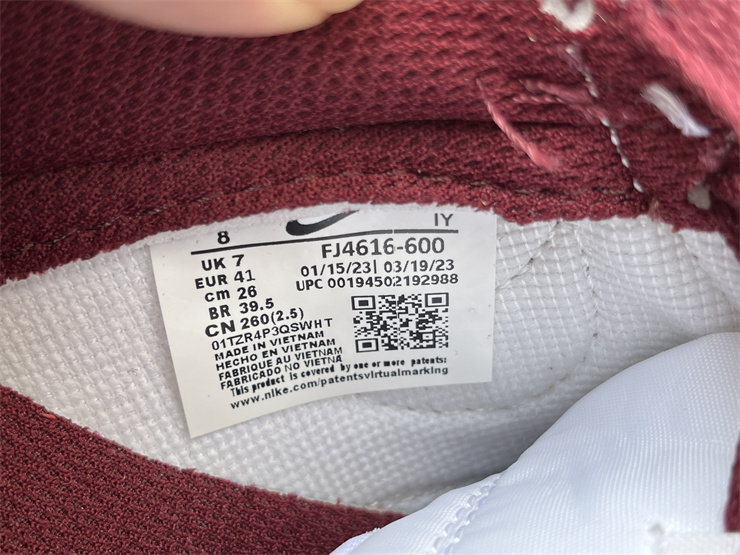 8 IY
UK 7
EUR 41
cm 26
BR 39.5
CN 260(2.5)
FJ4616-600
01/15/23| 03/19/23
UPC 00194502192988
01TZR4P3QSWHT
MADE IN VIETNAM
HECHO EN VIETNAM
FABRIQUE AU VIETNAM
FABRICADO NO VIETNA
This product is covered by one or more patents:
www.nike.com/patentsvirtualmarking